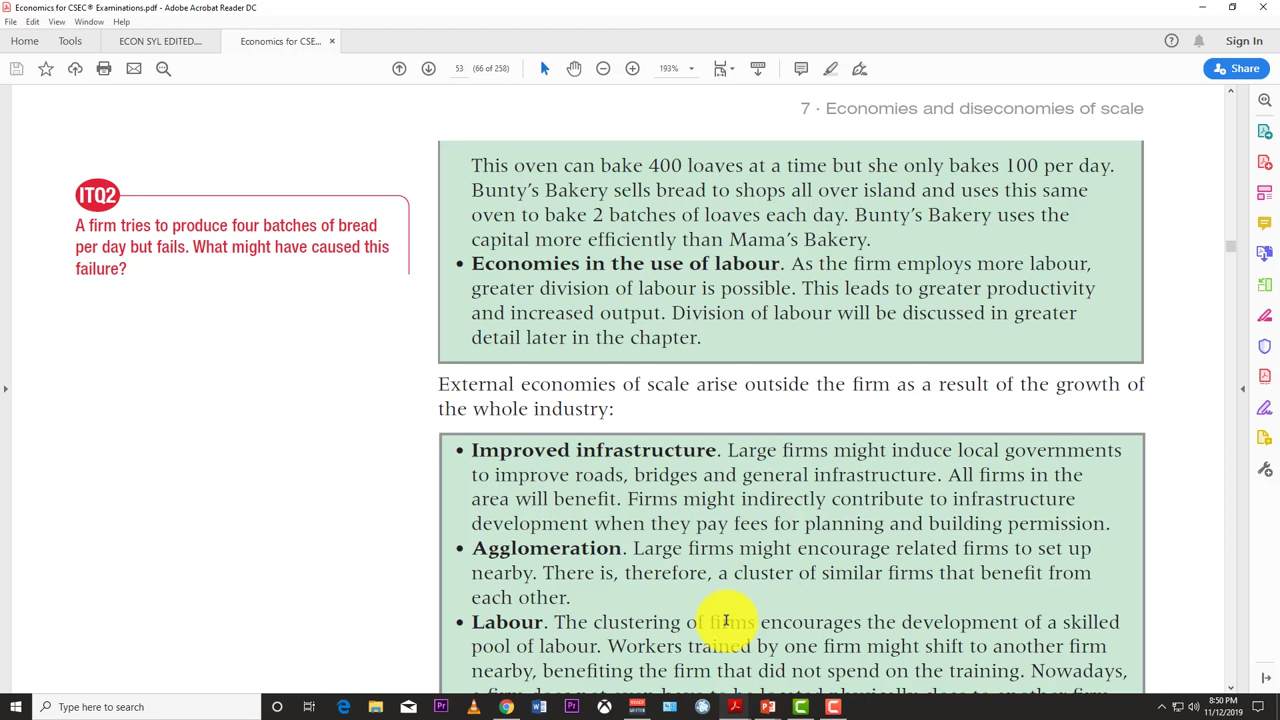 Economics for CSEC® Examinations.pdf - Adobe Acrobat Reader DC
File Edit View Window Help
Home Tools ECON SYL EDITED.... Economics for CSE... × Sign In
53 (66 of 258) 193% Share
7 · Economies and diseconomies of scale
This oven can bake 400 loaves at a time but she only bakes 100 per day.
Bunty's Bakery sells bread to shops all over island and uses this same
oven to bake 2 batches of loaves each day. Bunty's Bakery uses the
capital more efficiently than Mama's Bakery.
• Economies in the use of labour. As the firm employs more labour,
greater division of labour is possible. This leads to greater productivity
and increased output. Division of labour will be discussed in greater
detail later in the chapter.
ITQ2
A firm tries to produce four batches of bread
per day but fails. What might have caused this
failure?
External economies of scale arise outside the firm as a result of the growth of
the whole industry:
• Improved infrastructure. Large firms might induce local governments
to improve roads, bridges and general infrastructure. All firms in the
area will benefit. Firms might indirectly contribute to infrastructure
development when they pay fees for planning and building permission.
• Agglomeration. Large firms might encourage related firms to set up
nearby. There is, therefore, a cluster of similar firms that benefit from
each other.
• Labour. The clustering of firms encourages the development of a skilled
pool of labour. Workers trained by one firm might shift to another firm
nearby, benefiting the firm that did not spend on the training. Nowadays,
Type here to search
8:50 PM
11/12/2019